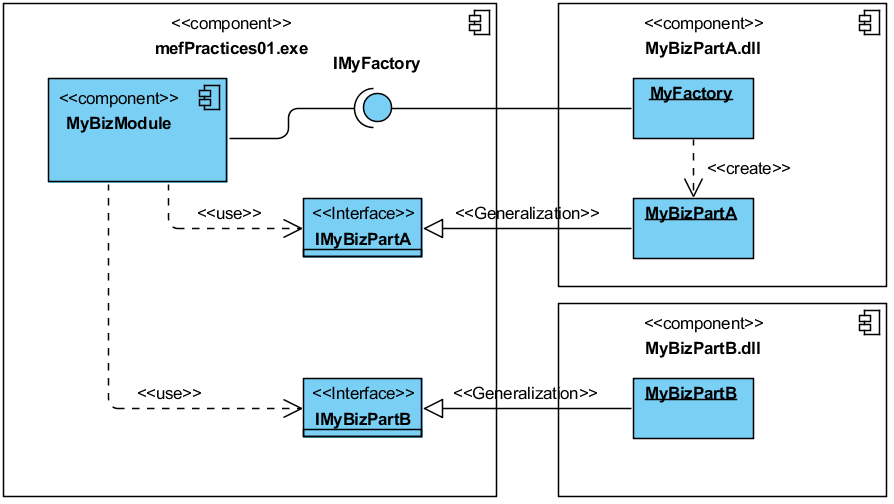 <<component>>
mefPractices01.exe
IMyFactory
<<component>>
MyBizModule
<<use>>
<<Interface>>
IMyBizPartA
<<use>>
<<Interface>>
IMyBizPartB
<<component>>
MyBizPartA.dll
MyFactory
<<create>>
<<Generalization>>
MyBizPartA
<<component>>
MyBizPartB.dll
<<Generalization>>
MyBizPartB